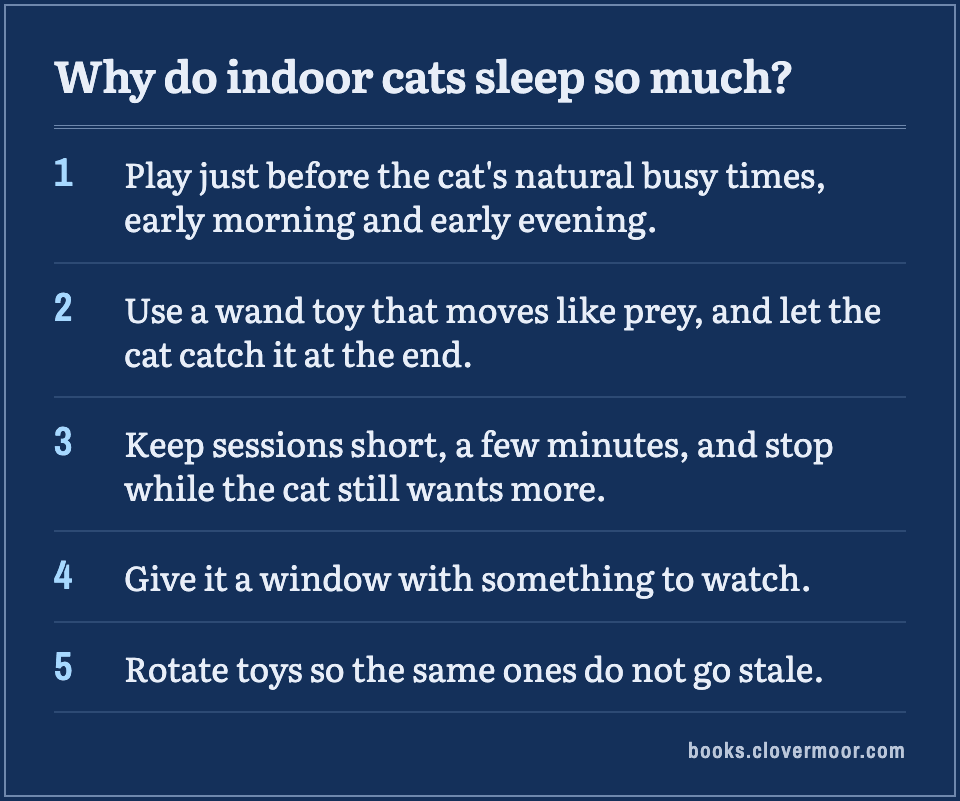 Why do indoor cats sleep so much?
1 Play just before the cat's natural busy times,
early morning and early evening.
2 Use a wand toy that moves like prey, and let the
cat catch it at the end.
3 Keep sessions short, a few minutes, and stop
while the cat still wants more.
4 Give it a window with something to watch.
5 Rotate toys so the same ones do not go stale.
books.clovermoor.com